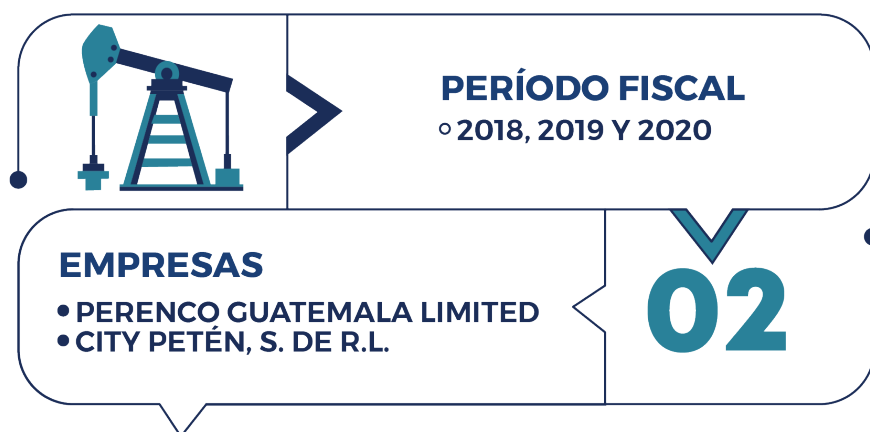 PERÍODO FISCAL
2018, 2019 Y 2020
EMPRESAS
• PERENCO GUATEMALA LIMITED
• CITY PETÉN, S. DE R.L.
02